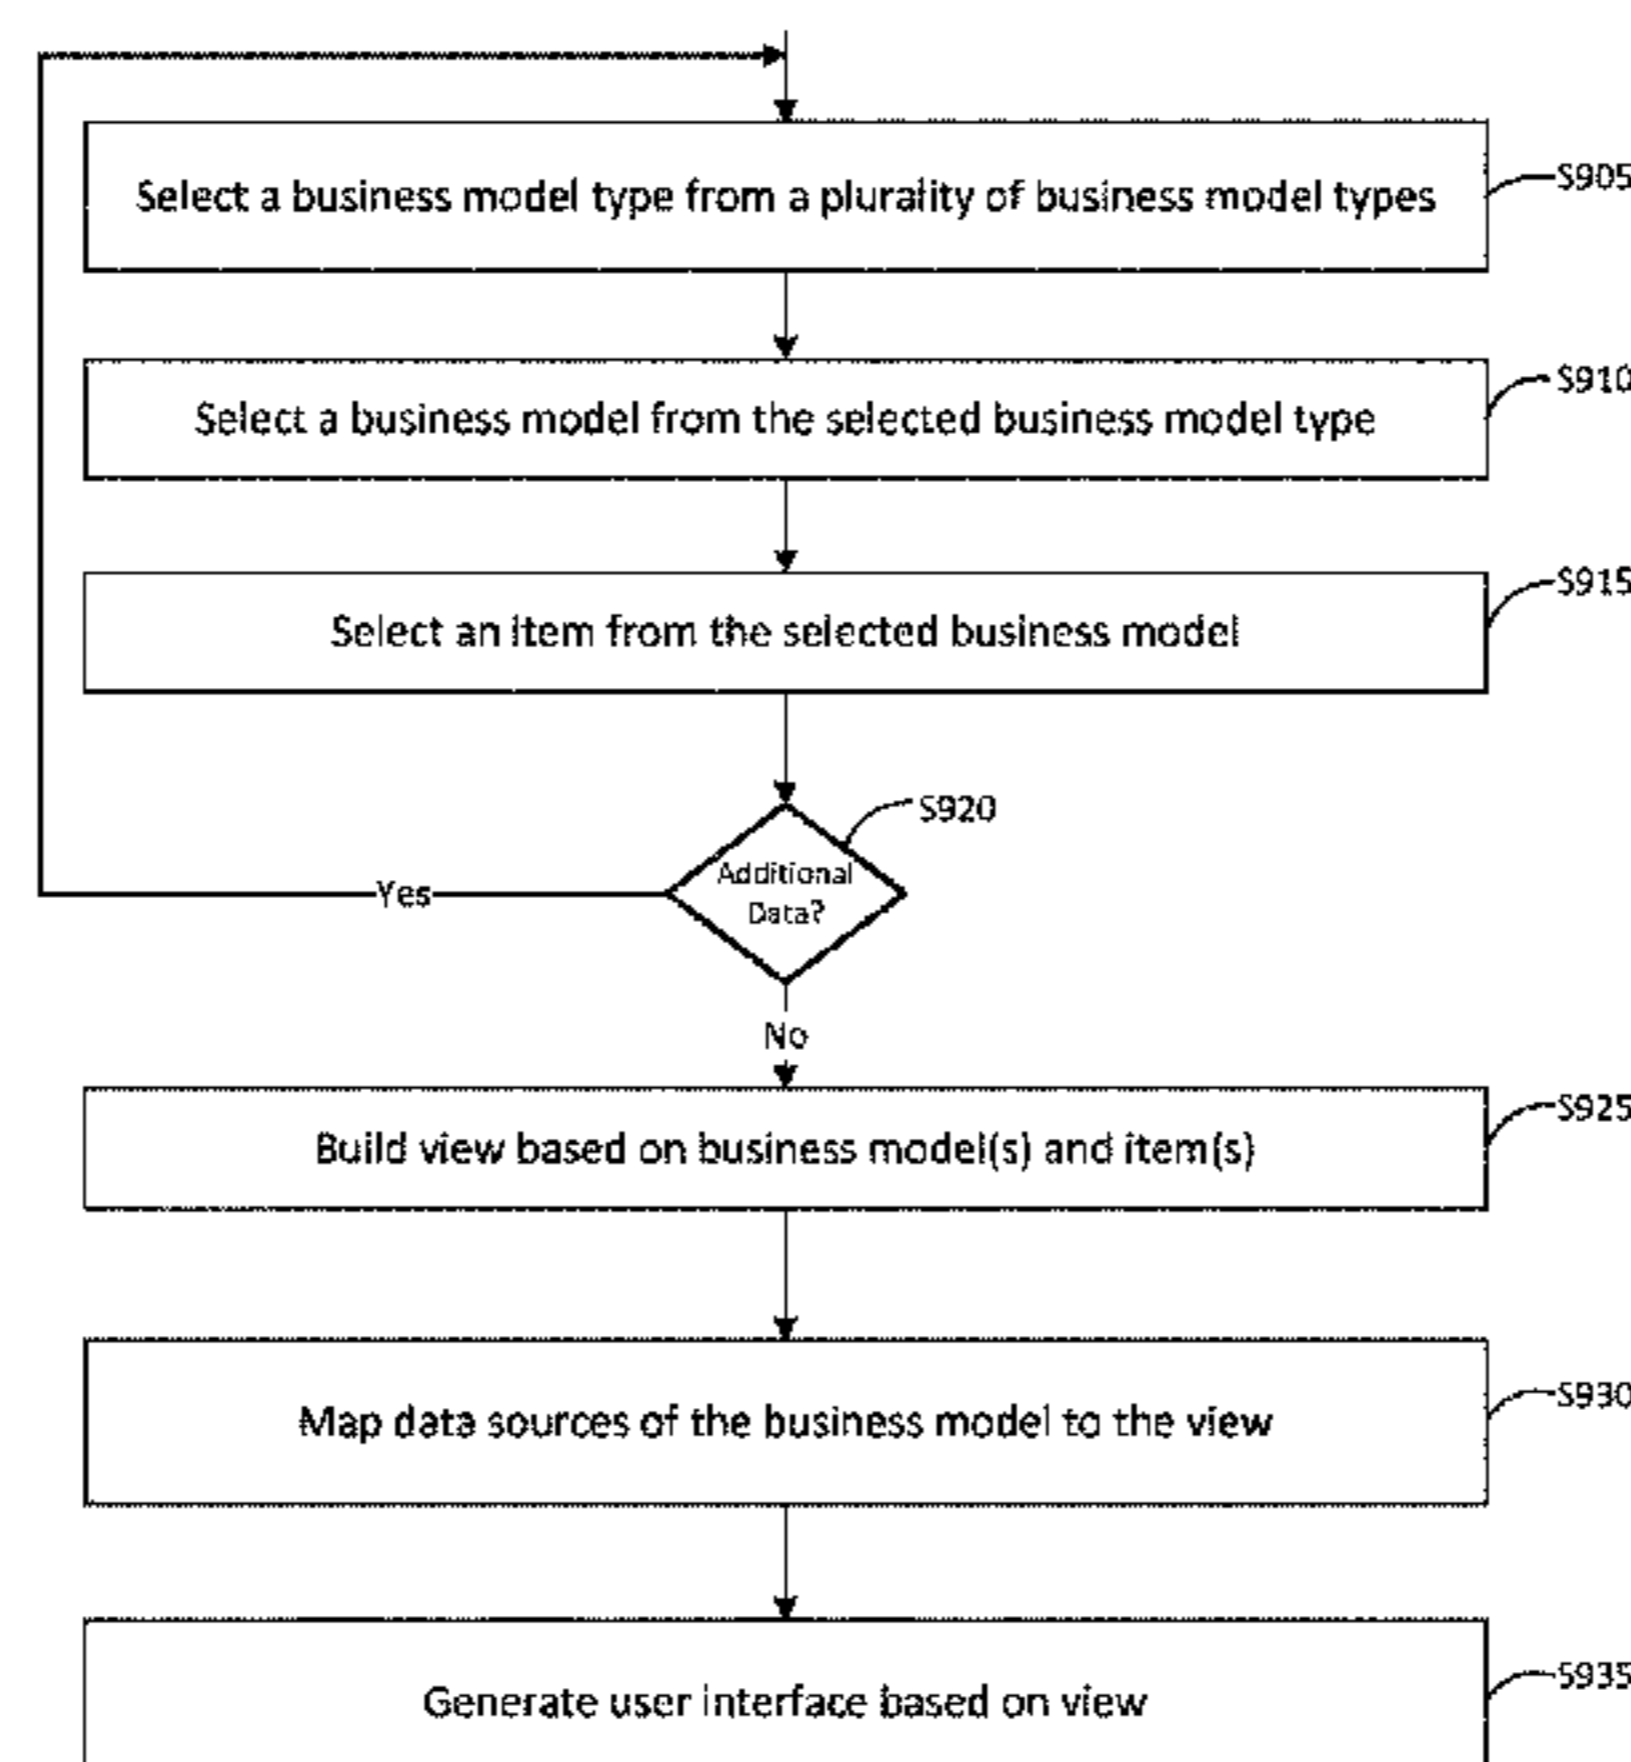 Select a business model type from a plurality of business model types
S905
Select a business model from the selected business model type
S910
Select an item from the selected business model
S915
Additional
Data?
S920
Yes
No
Build view based on business model(s) and item(s)
S925
Map data sources of the business model to the view
S930
Generate user interface based on view
S935